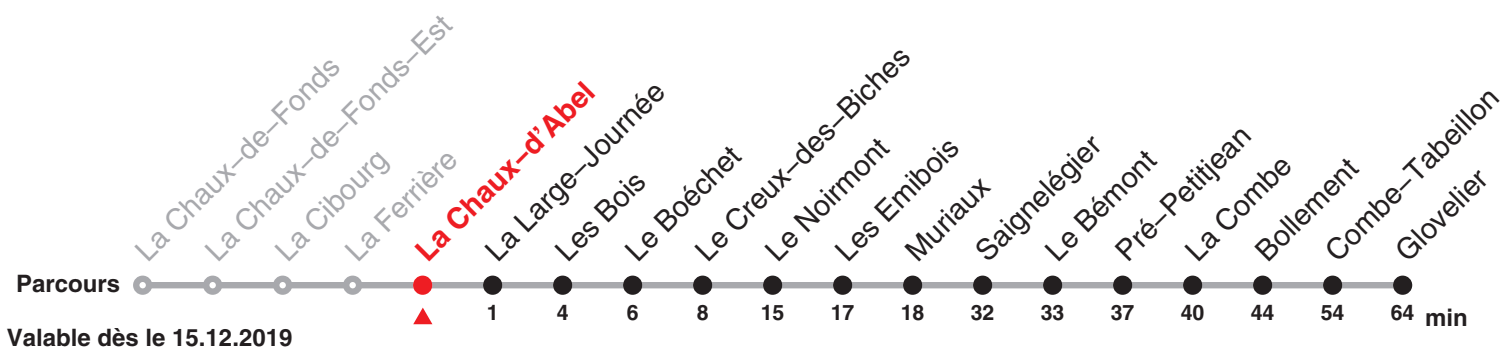 La Chaux–de–Fonds
La Chaux–de–Fonds–Est
La Cibourg
La Ferrière
La Chaux–d'Abel
La Large–Journée
Les Bois
Le Boéchet
Le Creux–des–Biches
Le Noirmont
Les Emibois
Muriaux
Saignelégier
Le Bémont
Pré–Petitjean
La Combe
Bollement
Combe–Tabeillon
Glovelier
Parcours
1 4 6 8 15 17 18 32 33 37 40 44 54 64 min
Valable dès le 15.12.2019